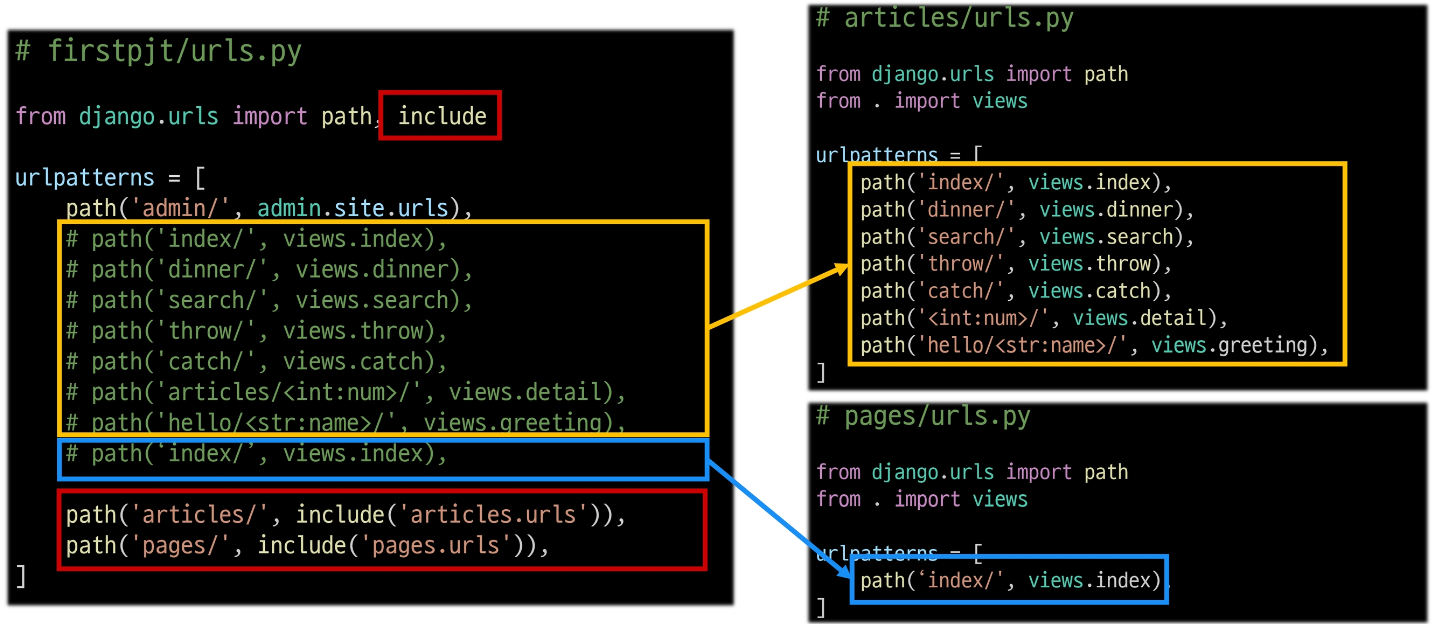 # firstpjt/urls.py
from django.urls import path, include
urlpatterns = [
path('admin/', admin.site.urls),
# path('index/', views.index),
# path('dinner/', views.dinner),
# path('search/', views.search),
# path('throw/', views.throw),
# path('catch/', views.catch),
# path('articles/<int:num>/', views.detail),
# path('hello/<str:name>/', views.greeting),
# path(‘index/’, views.index),
path('articles/', include('articles.urls')),
path('pages/', include('pages.urls')),
]
# articles/urls.py
from django.urls import path
from . import views
urlpatterns = [
path('index/', views.index),
path('dinner/', views.dinner),
path('search/', views.search),
path('throw/', views.throw),
path('catch/', views.catch),
path('<int:num>/', views.detail),
path('hello/<str:name>/', views.greeting),
]
# pages/urls.py
from django.urls import path
from . import views
urlpatterns = [
path(‘index/', views.index),
]